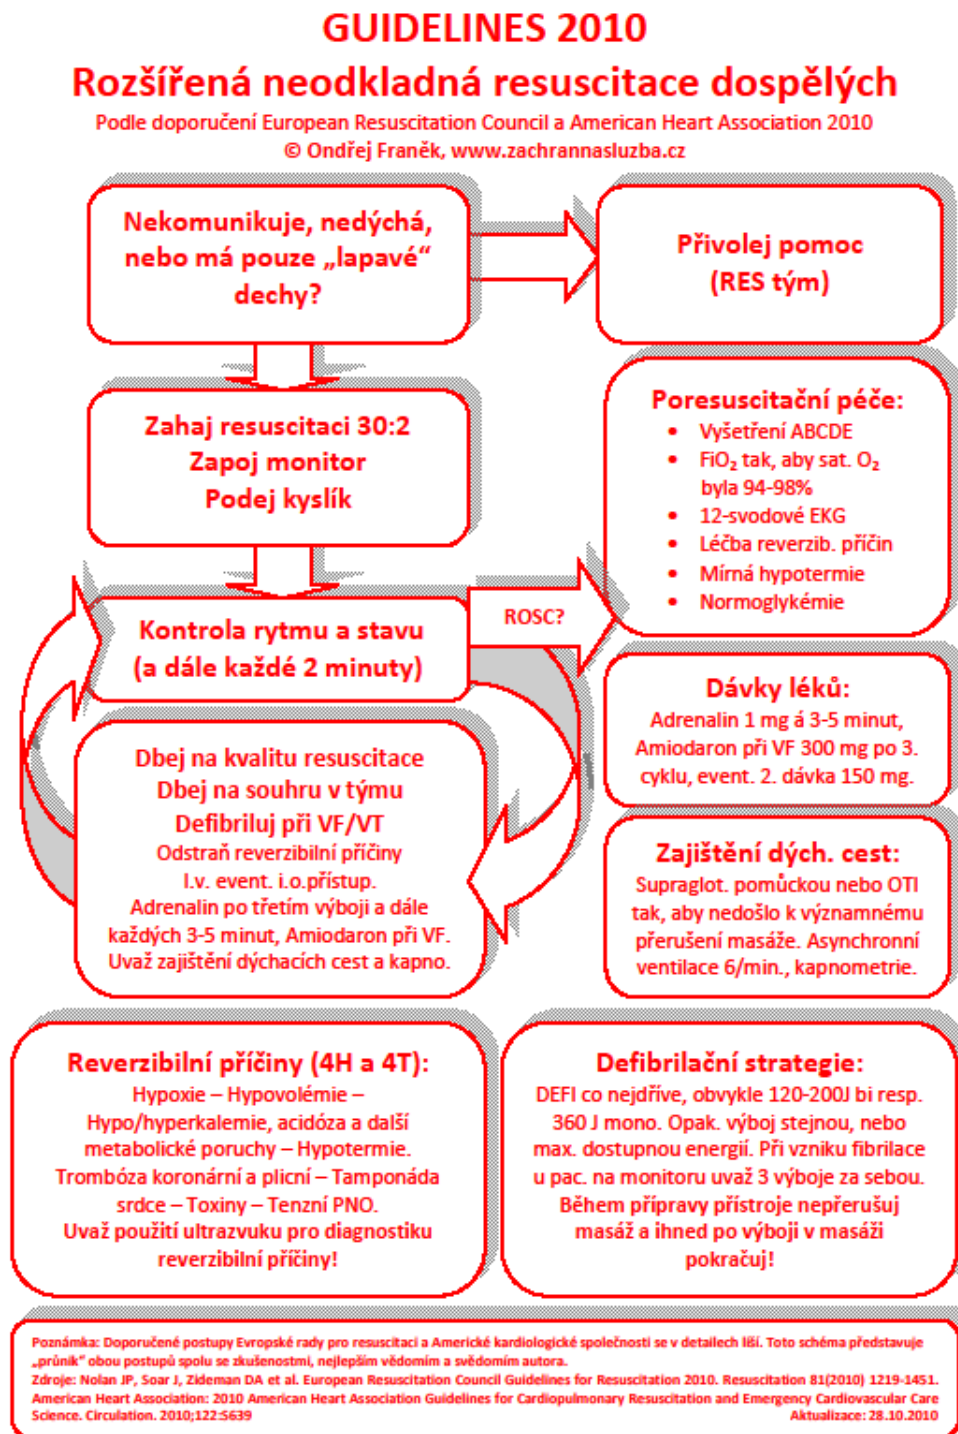 GUIDELINES 2010
Rozšířená neodkladná resuscitace dospělých
Podle doporučení European Resuscitation Council a American Heart Association 2010
© Ondřej Franěk, www.zachrannasluzba.cz
Nekomunikuje, nedýchá,
nebo má pouze „lapavé“
dechy?
Přivolej pomoc
(RES tým)
Zahaj resuscitaci 30:2
Zapoj monitor
Podej kyslík
Poresuscitační péče:
• Vyšetření ABCDE
• FiO₂ tak, aby sat. O₂
byla 94-98%
• 12-svodové EKG
• Léčba reverzib. příčin
• Mírná hypotermie
• Normoglykémie
Kontrola rytmu a stavu
(a dále každé 2 minuty)
ROSC?
Dávky léků:
Adrenalin 1 mg á 3-5 minut,
Amiodaron při VF 300 mg po 3.
cyklu, event. 2. dávka 150 mg.
Dbej na kvalitu resuscitace
Dbej na souhru v týmu
Defibriluj při VF/VT
Odstraň reverzibilní příčiny
I.v. event. i.o.přístup.
Adrenalin po třetím výboji a dále
každých 3-5 minut, Amiodaron při VF.
Uvaž zajištění dýchacích cest a kapno.
Zajištění dých. cest:
Supraglot. pomůckou nebo OTI
tak, aby nedošlo k významnému
přerušení masáže. Asynchronní
ventilace 6/min., kapnometrie.
Reverzibilní příčiny (4H a 4T):
Hypoxie – Hypovolémie –
Hypo/hyperkalemie, acidóza a další
metabolické poruchy – Hypotermie.
Trombóza koronární a plicní – Tamponáda
srdce – Toxiny – Tenzní PNO.
Uvaž použití ultrazvuku pro diagnostiku
reverzibilní příčiny!
Defibrilační strategie:
DEFI co nejdříve, obvykle 120-200J bi resp.
360 J mono. Opak. výboj stejnou, nebo
max. dostupnou energií. Při vzniku fibrilace
u pac. na monitoru uvaž 3 výboje za sebou.
Během přípravy přístroje nepřerušuj
masáž a ihned po výboji v masáži
pokračuj!
Poznámka: Doporučené postupy Evropské rady pro resuscitaci a Americké kardiologické společnosti se v detailech liší. Toto schéma představuje
„průnik“ obou postupů spolu se zkušenostmi, nejlepším vědomím a svědomím autora.
Zdroje: Nolan JP, Soar J, Zideman DA et al. European Resuscitation Council Guidelines for Resuscitation 2010. Resuscitation 81(2010) 1219-1451.
American Heart Association: 2010 American Heart Association Guidelines for Cardiopulmonary Resuscitation and Emergency Cardiovascular Care
Science. Circulation. 2010;122:S639
Aktualizace: 28.10.2010